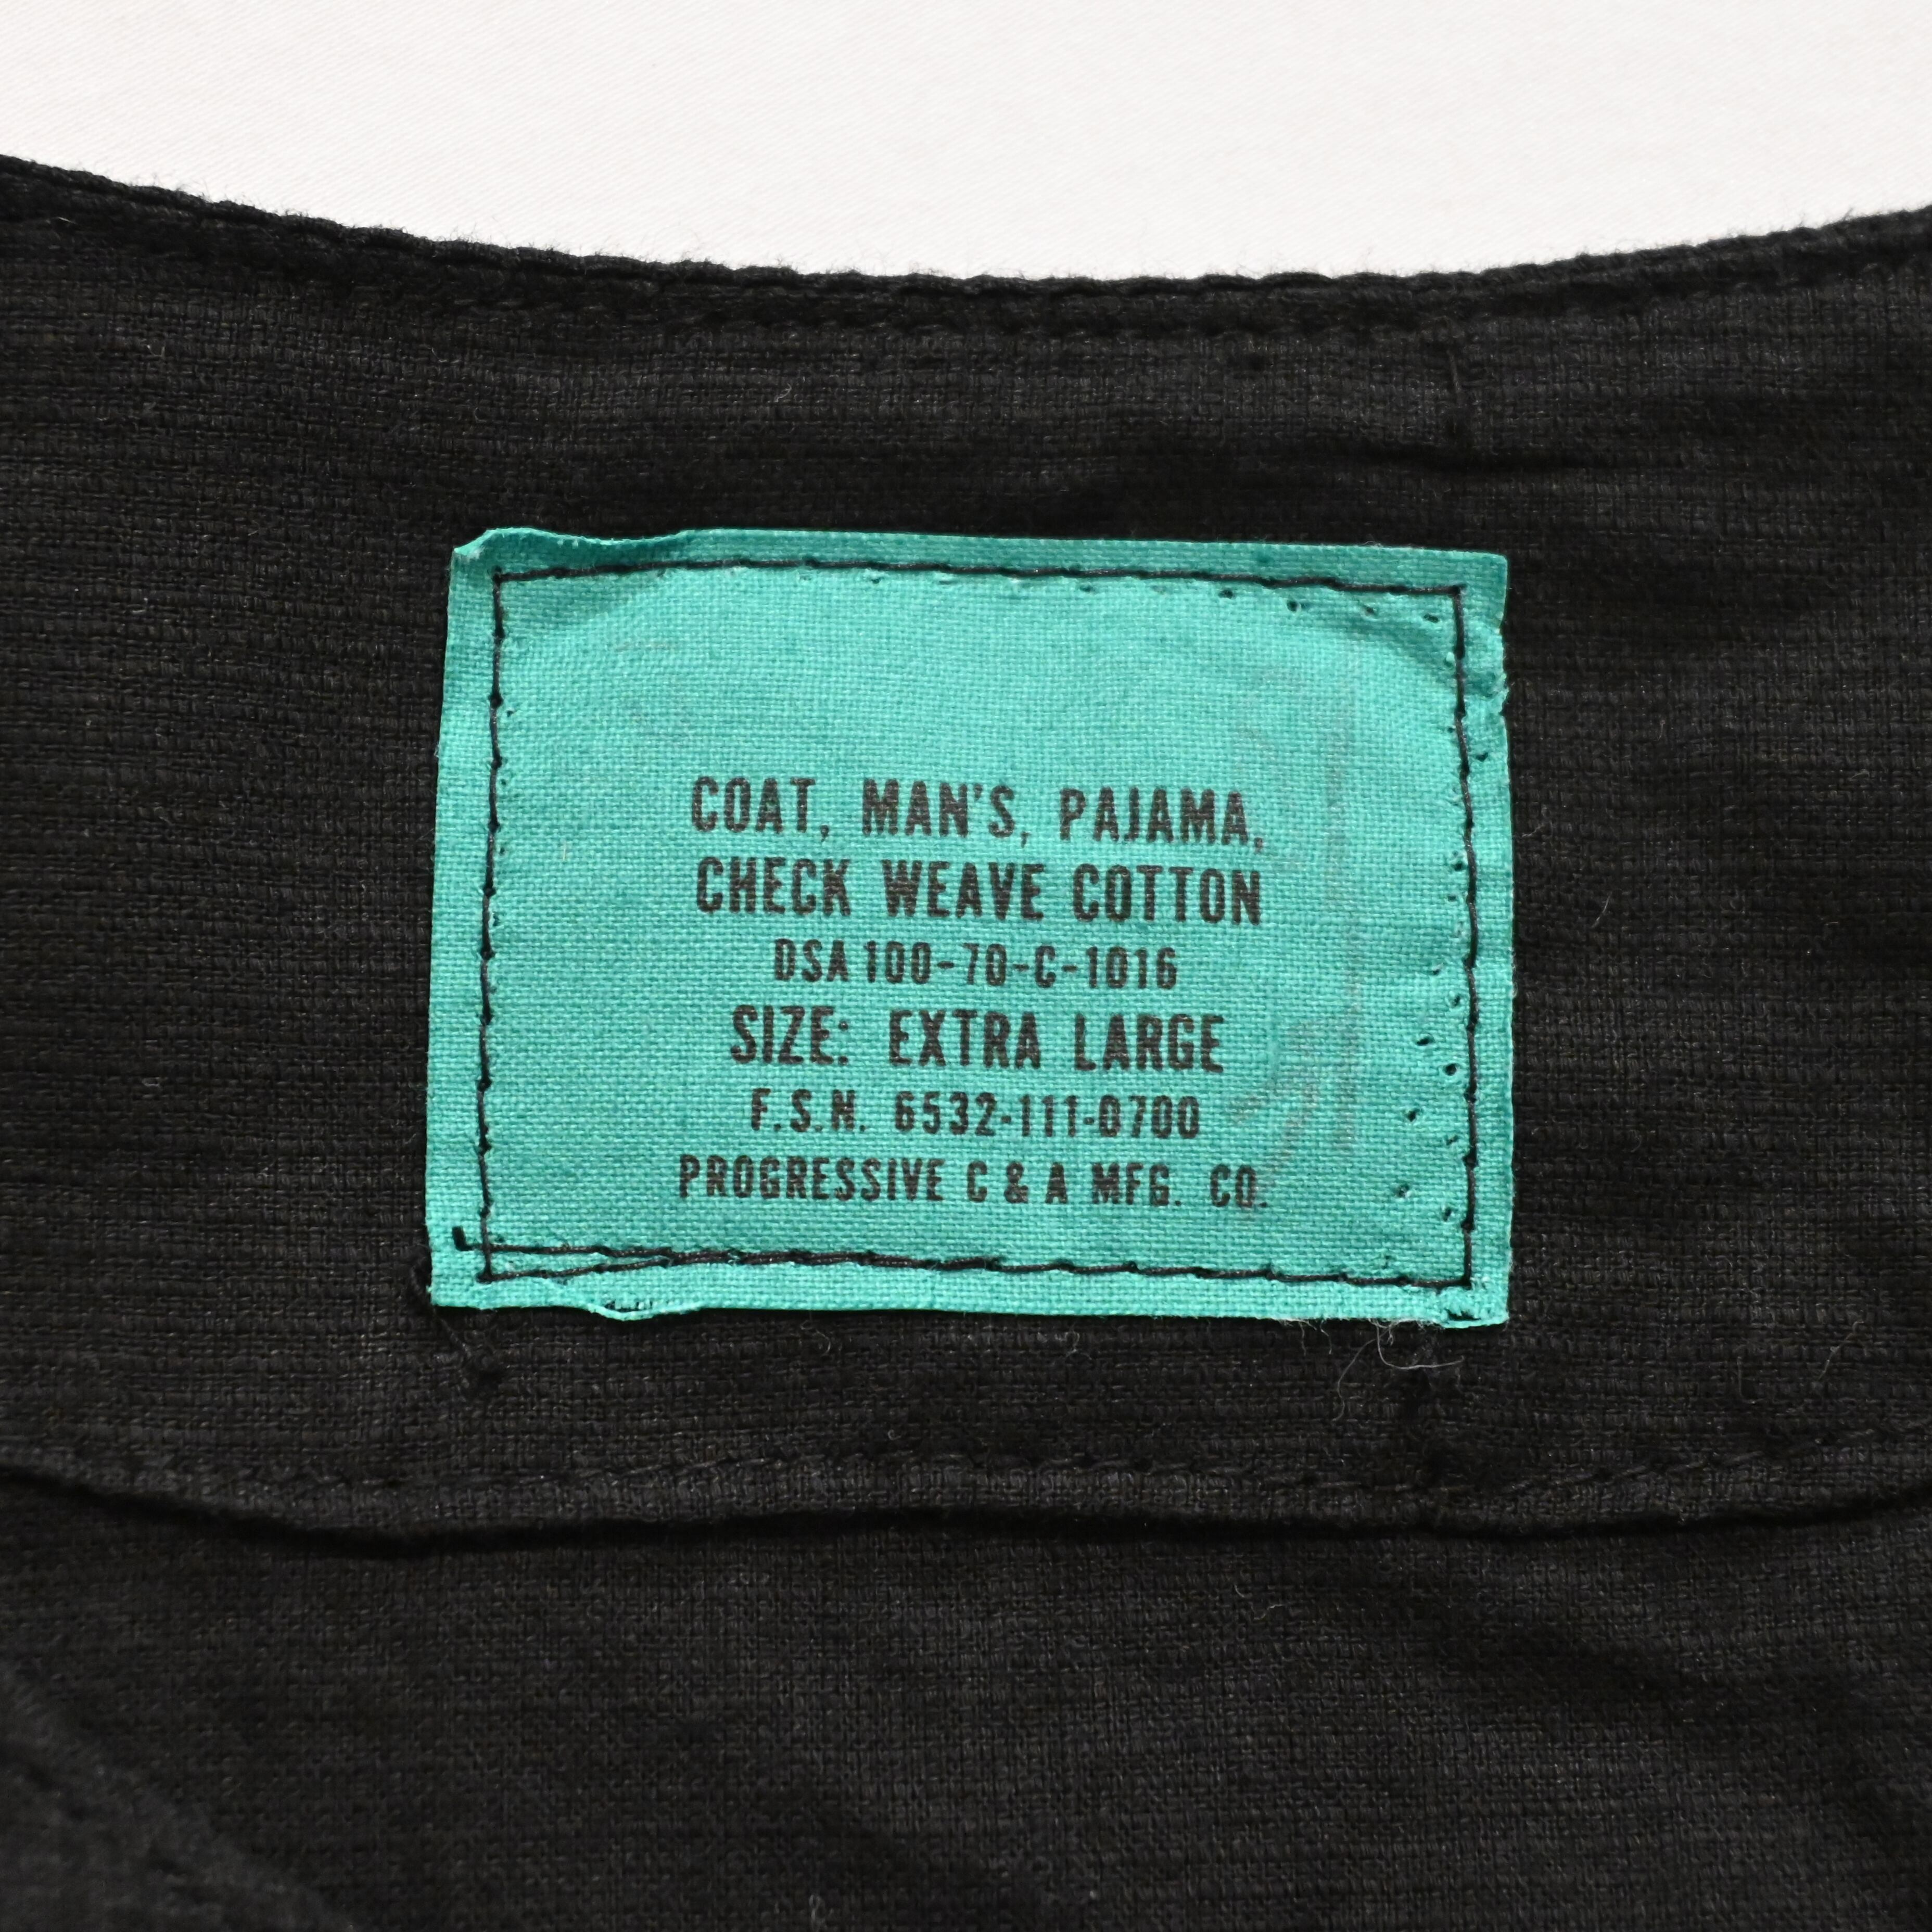 COAT, MAN'S, PAJAMA,
CHECK WEAVE COTTON
DSA 100-70-C-1016
SIZE: EXTRA LARGE
F.S.N. 6532-111-0700
PROGRESSIVE C & A MFG. CO.